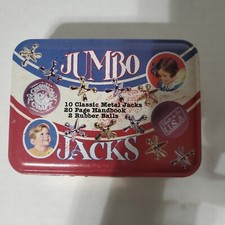 JUMBO
10 Classic Metal Jacks
20 Page Handbook
2 Rubber Balls
JACKS